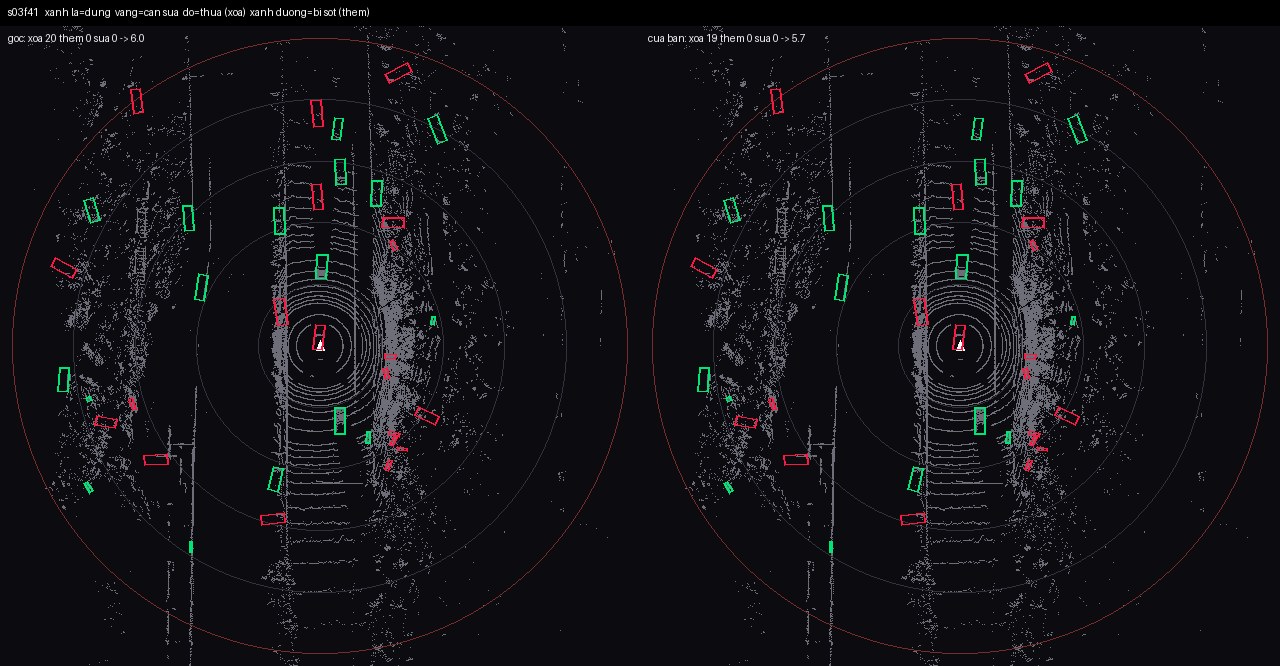 s03f41 xanh la=dung vang=can sua do=thua (xoa) xanh duong=bi sot (them)
goc: xoa 20 them 0 sua 0 -> 6.0
cua ban: xoa 19 them 0 sua 0 -> 5.7